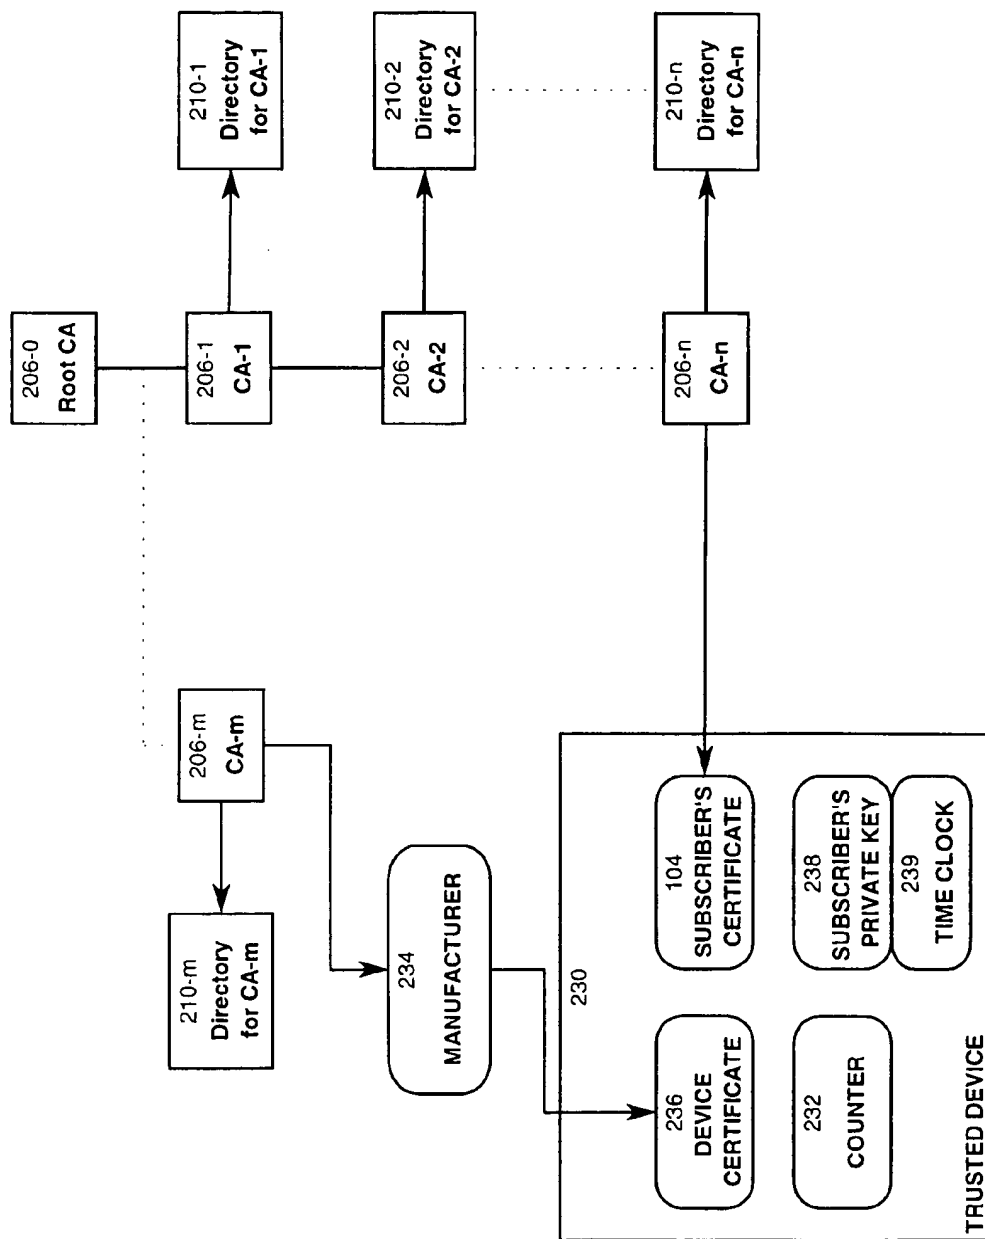 206-0
Root CA
210-1
Directory
for CA-1
206-1
CA-1
210-2
Directory
for CA-2
206-2
CA-2
210-n
Directory
for CA-n
206-n
CA-n
206-m
CA-m
210-m
Directory
for CA-m
234
MANUFACTURER
230
236
DEVICE
CERTIFICATE
104
SUBSCRIBER'S
CERTIFICATE
232
COUNTER
238
SUBSCRIBER'S
PRIVATE KEY
239
TIME CLOCK
TRUSTED DEVICE